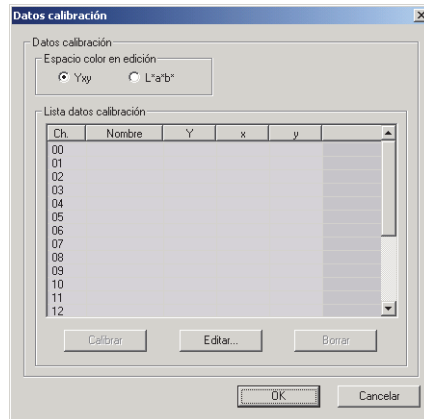 Datos calibración
Datos calibración
Espacio color en edición
Yxy L*a*b*
Lista datos calibración
Ch. Nombre Y x y
00
01
02
03
04
05
06
07
08
09
10
11
12
Calibrar Editar... Borrar
OK Cancelar